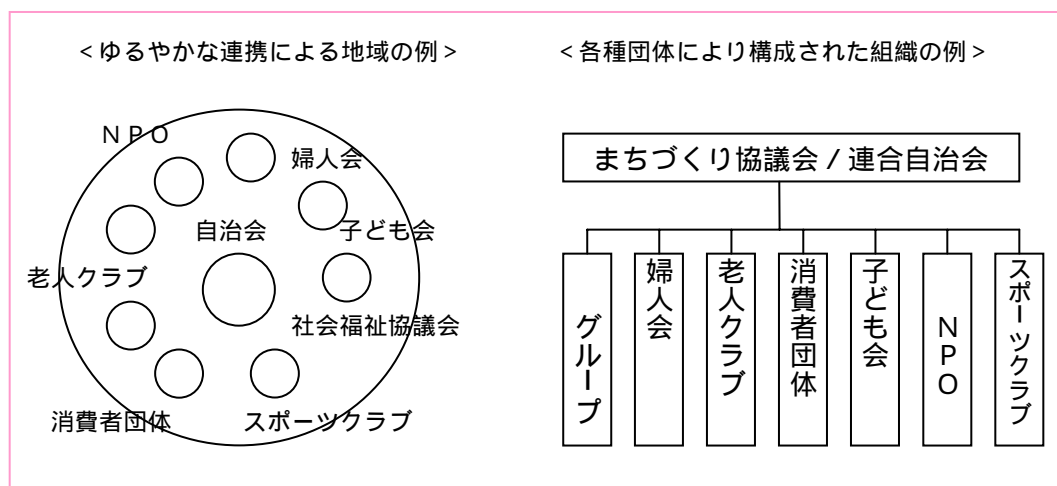 <ゆるやかな連携による地域の例>
NPO
婦人会
自治会
子ども会
老人クラブ
社会福祉協議会
消費者団体
スポーツクラブ
<各種団体により構成された組織の例>
まちづくり協議会/連合自治会
グループ
婦人会
老人クラブ
消費者団体
子ども会
NPO
スポーツクラブ